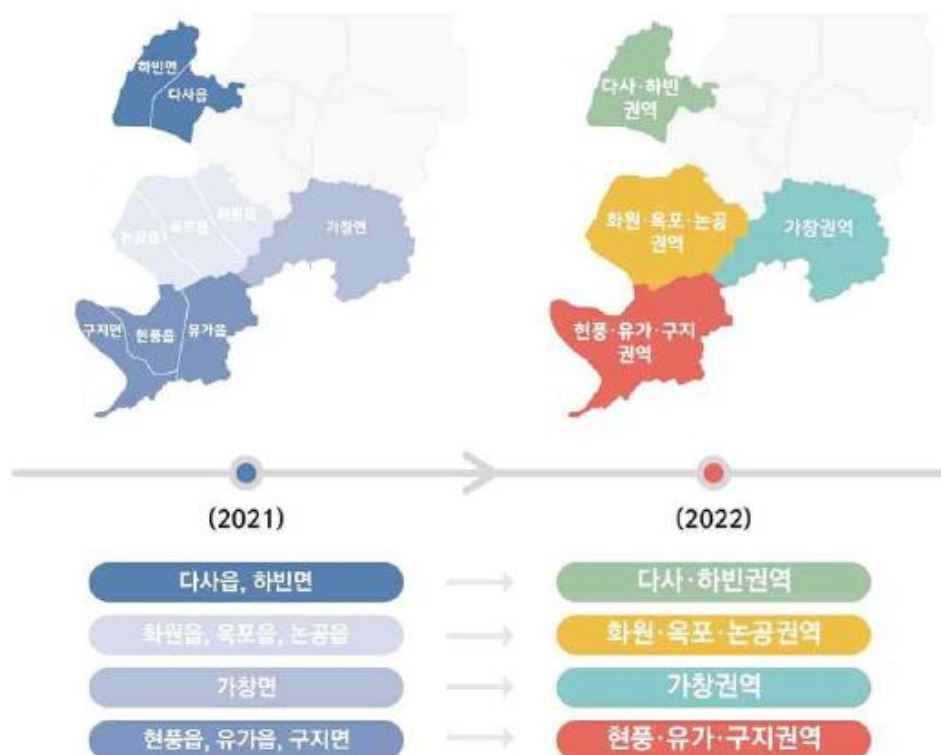 하빈면
다사읍
화원읍
옥포읍
논공읍
가창면
구지면
현풍읍
유가읍
다사·하빈
권역
화원·옥포·논공
권역
가창권역
현풍·유가·구지
권역
(2021)
(2022)
다사읍, 하빈면
다사·하빈권역
화원읍, 옥포읍, 논공읍
화원·옥포·논공권역
가창면
가창권역
현풍읍, 유가읍, 구지면
현풍·유가·구지권역